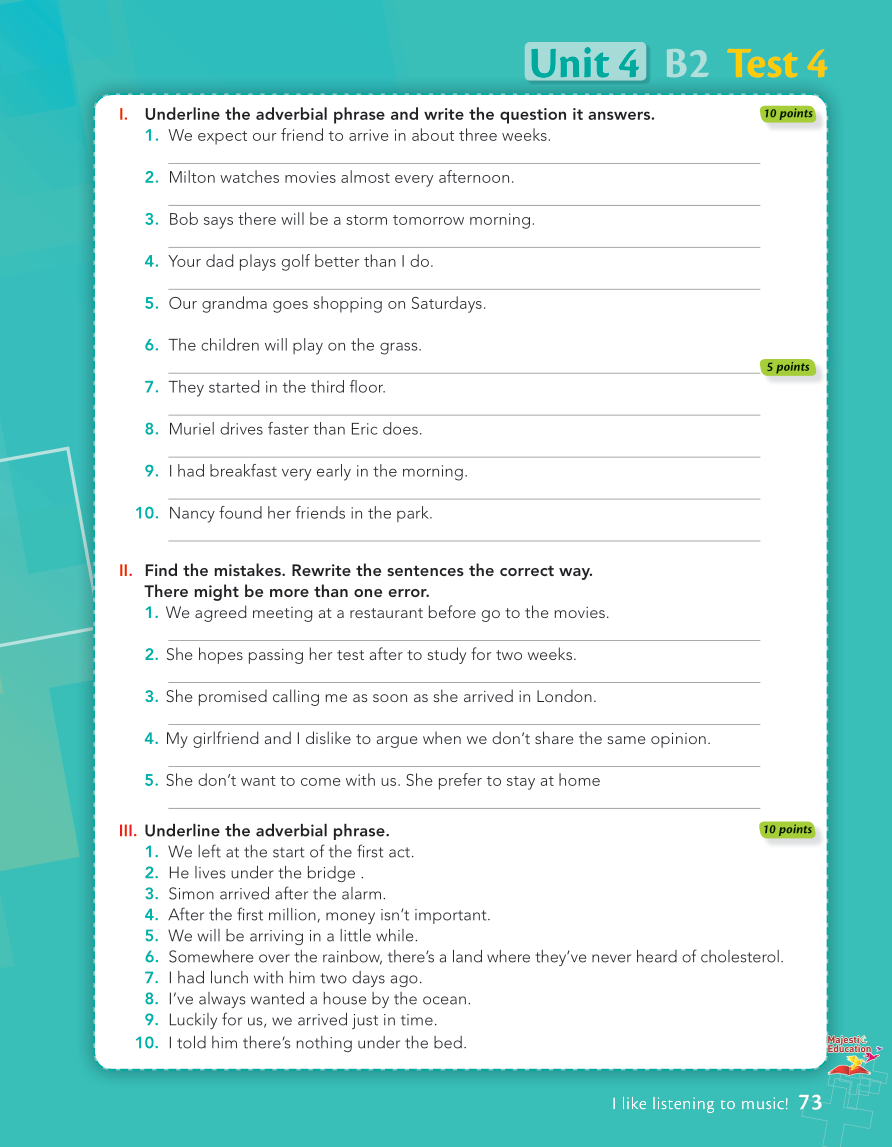 Unit 4 B2 Test 4
I. Underline the adverbial phrase and write the question it answers. 10 points
1. We expect our friend to arrive in about three weeks.
2. Milton watches movies almost every afternoon.
3. Bob says there will be a storm tomorrow morning.
4. Your dad plays golf better than I do.
5. Our grandma goes shopping on Saturdays.
6. The children will play on the grass.
5 points
7. They started in the third floor.
8. Muriel drives faster than Eric does.
9. I had breakfast very early in the morning.
10. Nancy found her friends in the park.
II. Find the mistakes. Rewrite the sentences the correct way.
There might be more than one error.
1. We agreed meeting at a restaurant before go to the movies.
2. She hopes passing her test after to study for two weeks.
3. She promised calling me as soon as she arrived in London.
4. My girlfriend and I dislike to argue when we don't share the same opinion.
5. She don't want to come with us. She prefer to stay at home
III. Underline the adverbial phrase. 10 points
1. We left at the start of the first act.
2. He lives under the bridge .
3. Simon arrived after the alarm.
4. After the first million, money isn't important.
5. We will be arriving in a little while.
6. Somewhere over the rainbow, there's a land where they've never heard of cholesterol.
7. I had lunch with him two days ago.
8. I've always wanted a house by the ocean.
9. Luckily for us, we arrived just in time.
10. I told him there's nothing under the bed.
Majestic
Education
I like listening to music! 73